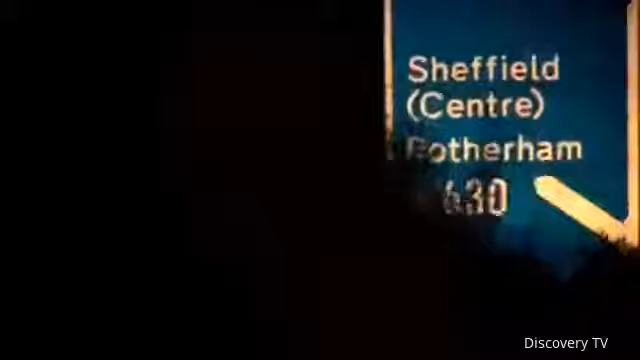 Sheffield
(Centre)
Rotherham
630
Discovery TV